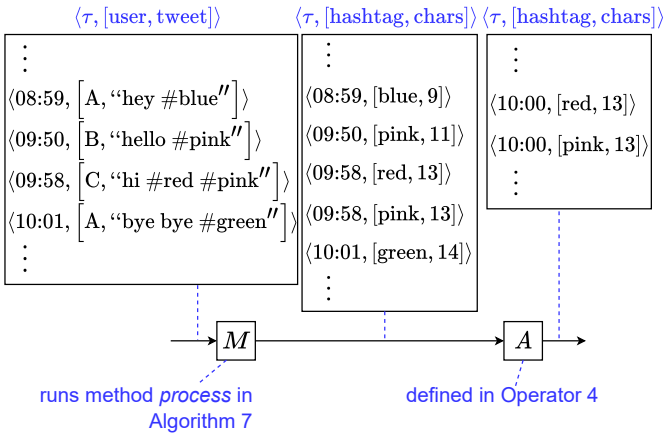 ⟨τ, [user, tweet]⟩
⋮
⟨08:59, [A, “hey #blue”]⟩
⟨09:50, [B, “hello #pink”]⟩
⟨09:58, [C, “hi #red #pink”]⟩
⟨10:01, [A, “bye bye #green”]⟩
⋮
⟨τ, [hashtag, chars]⟩
⋮
⟨08:59, [blue, 9]⟩
⟨09:50, [pink, 11]⟩
⟨09:58, [red, 13]⟩
⟨09:58, [pink, 13]⟩
⟨10:01, [green, 14]⟩
⋮
⟨τ, [hashtag, chars]⟩
⋮
⟨10:00, [red, 13]⟩
⟨10:00, [pink, 13]⟩
⋮
M
A
runs method process in
Algorithm 7
defined in Operator 4